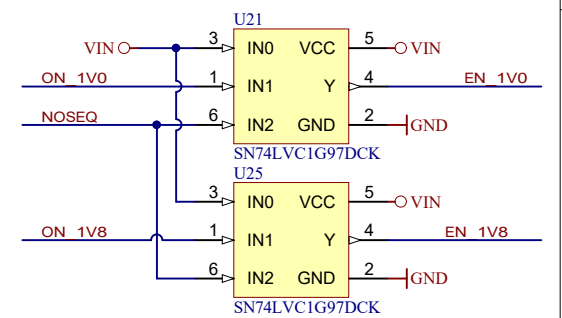 U21
VIN 3 IN0 VCC 5 VIN
ON_1V0 1 IN1 Y 4 EN_1V0
NOSEQ 6 IN2 GND 2 GND
SN74LVC1G97DCK
U25
3 IN0 VCC 5 VIN
ON_1V8 1 IN1 Y 4 EN_1V8
6 IN2 GND 2 GND
SN74LVC1G97DCK